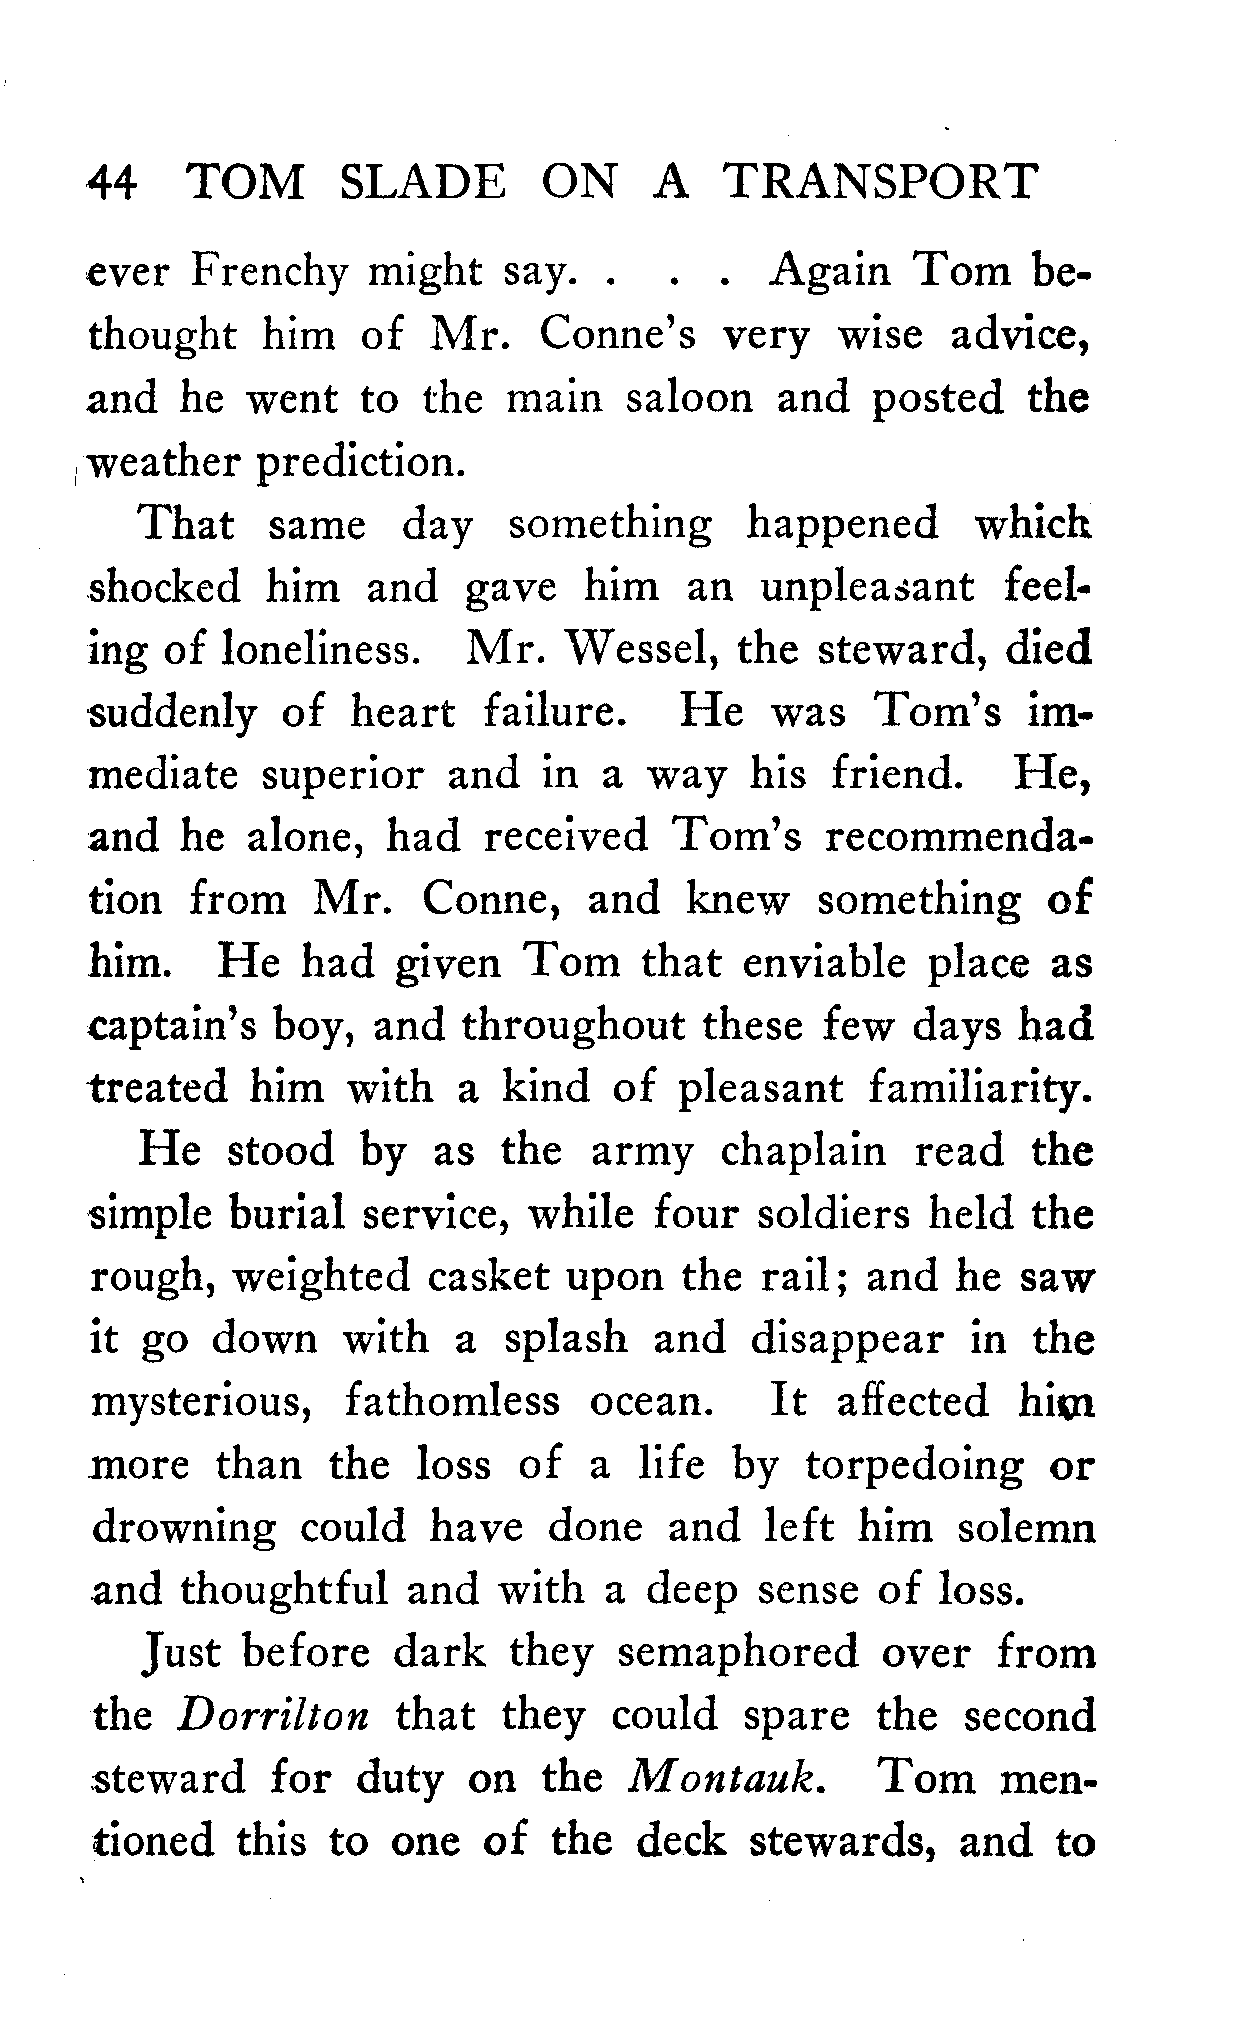 44 TOM SLADE ON A TRANSPORT
ever Frenchy might say. . . . Again Tom be-
thought him of Mr. Conne's very wise advice,
and he went to the main saloon and posted the
weather prediction.
That same day something happened which
shocked him and gave him an unpleasant feel-
ing of loneliness. Mr. Wessel, the steward, died
suddenly of heart failure. He was Tom's im-
mediate superior and in a way his friend. He,
and he alone, had received Tom's recommenda-
tion from Mr. Conne, and knew something of
him. He had given Tom that enviable place as
captain's boy, and throughout these few days had
treated him with a kind of pleasant familiarity.
He stood by as the army chaplain read the
simple burial service, while four soldiers held the
rough, weighted casket upon the rail; and he saw
it go down with a splash and disappear in the
mysterious, fathomless ocean. It affected him
more than the loss of a life by torpedoing or
drowning could have done and left him solemn
and thoughtful and with a deep sense of loss.
Just before dark they semaphored over from
the Dorrilton that they could spare the second
steward for duty on the Montauk. Tom men-
tioned this to one of the deck stewards, and to